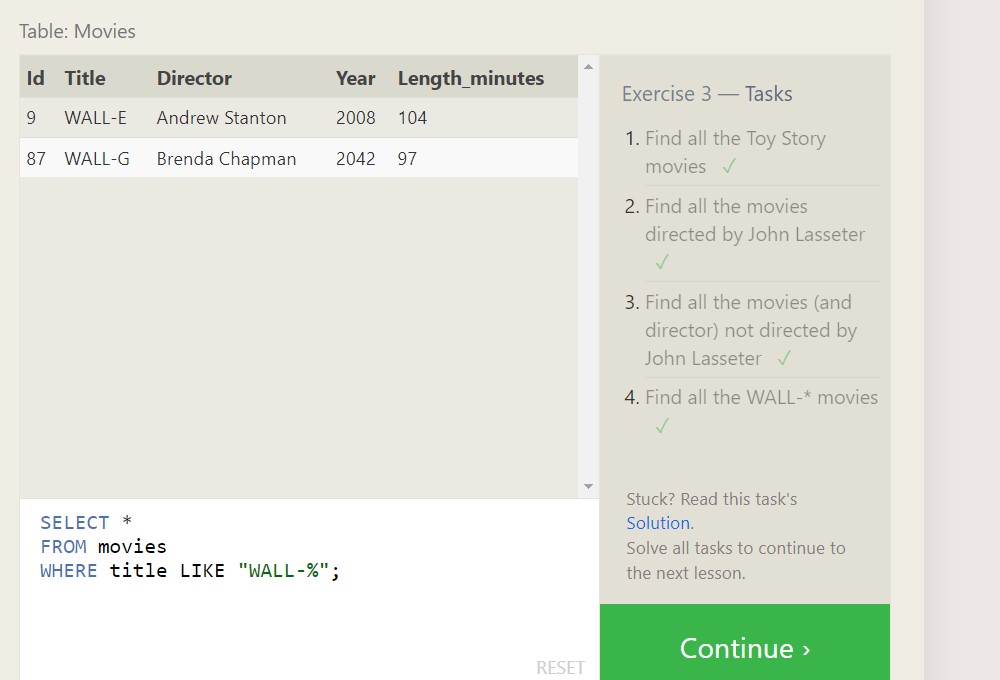 Table: Movies
Id Title Director Year Length_minutes
9 WALL-E Andrew Stanton 2008 104
87 WALL-G Brenda Chapman 2042 97
SELECT *
FROM movies
WHERE title LIKE "WALL-%";
RESET
Exercise 3 — Tasks
1. Find all the Toy Story
movies ✓
2. Find all the movies
directed by John Lasseter
✓
3. Find all the movies (and
director) not directed by
John Lasseter ✓
4. Find all the WALL-* movies
✓
Stuck? Read this task's
Solution.
Solve all tasks to continue to
the next lesson.
Continue ›